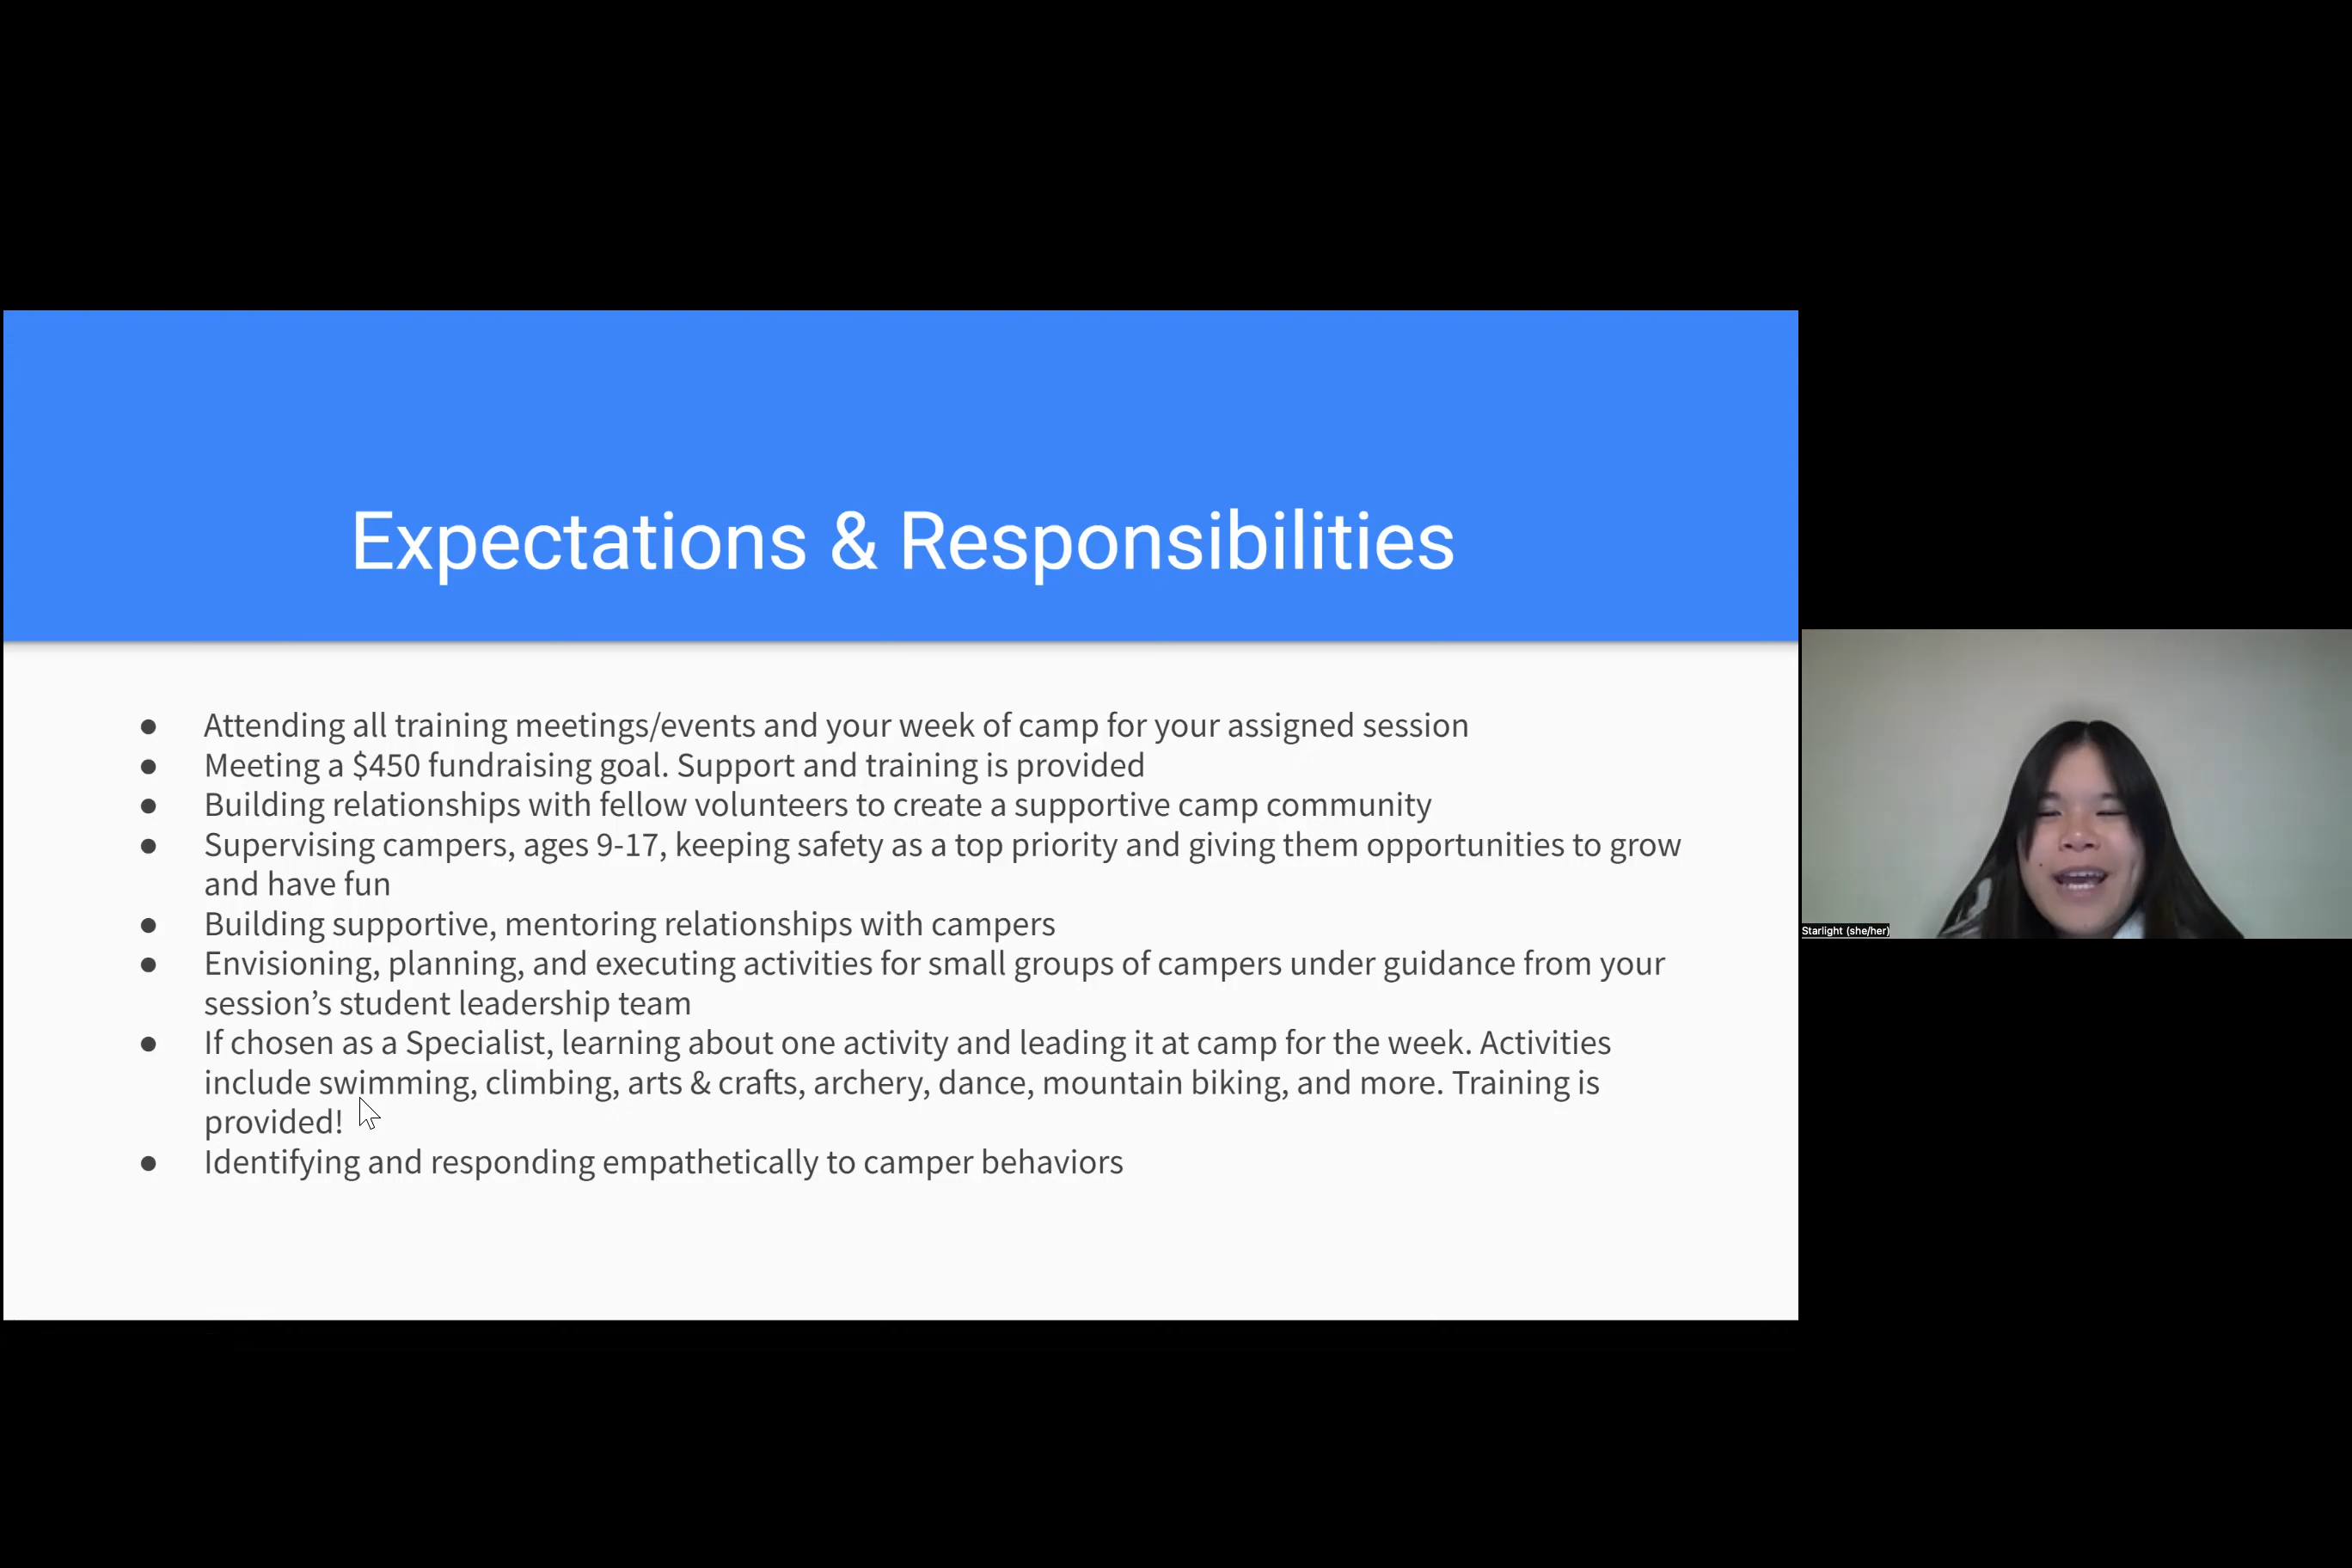 Expectations & Responsibilities
● Attending all training meetings/events and your week of camp for your assigned session
● Meeting a $450 fundraising goal. Support and training is provided
● Building relationships with fellow volunteers to create a supportive camp community
● Supervising campers, ages 9-17, keeping safety as a top priority and giving them opportunities to grow
and have fun
● Building supportive, mentoring relationships with campers
● Envisioning, planning, and executing activities for small groups of campers under guidance from your
session’s student leadership team
● If chosen as a Specialist, learning about one activity and leading it at camp for the week. Activities
include swimming, climbing, arts & crafts, archery, dance, mountain biking, and more. Training is
provided!
● Identifying and responding empathetically to camper behaviors
Starlight (she/her)